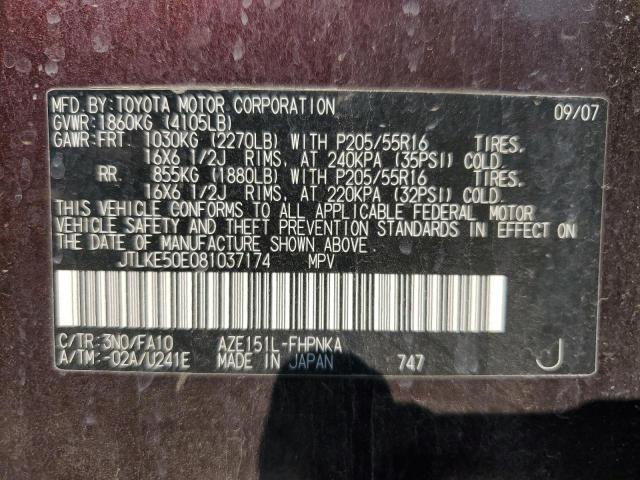 MFD.BY:TOYOTA MOTOR CORPORATION 09/07
GVWR:1860KG (4105LB)
GAWR:FRT. 1030KG (2270LB) WITH P205/55R16 TIRES,
16X6 1/2J RIMS, AT 240KPA (35PSI) COLD.
RR. 855KG (1880LB) WITH P205/55R16 TIRES,
16X6 1/2J RIMS, AT 220KPA (32PSI) COLD.
THIS VEHICLE CONFORMS TO ALL APPLICABLE FEDERAL MOTOR
VEHICLE SAFETY AND THEFT PREVENTION STANDARDS IN EFFECT ON
THE DATE OF MANUFACTURE SHOWN ABOVE.
JTLKE50E081037174 MPV
C/TR:3N0/FA10 AZE151L-FHPNKA
A/TM:-02A/U241E MADE IN JAPAN 747 J